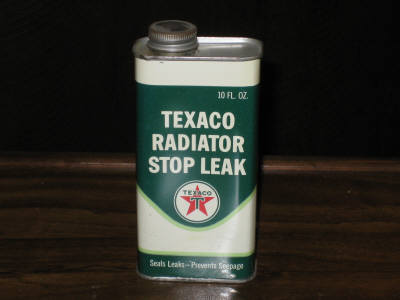 10 FL. OZ.
TEXACO
RADIATOR
STOP LEAK
TEXACO
T
Seals Leaks—Prevents Seepage